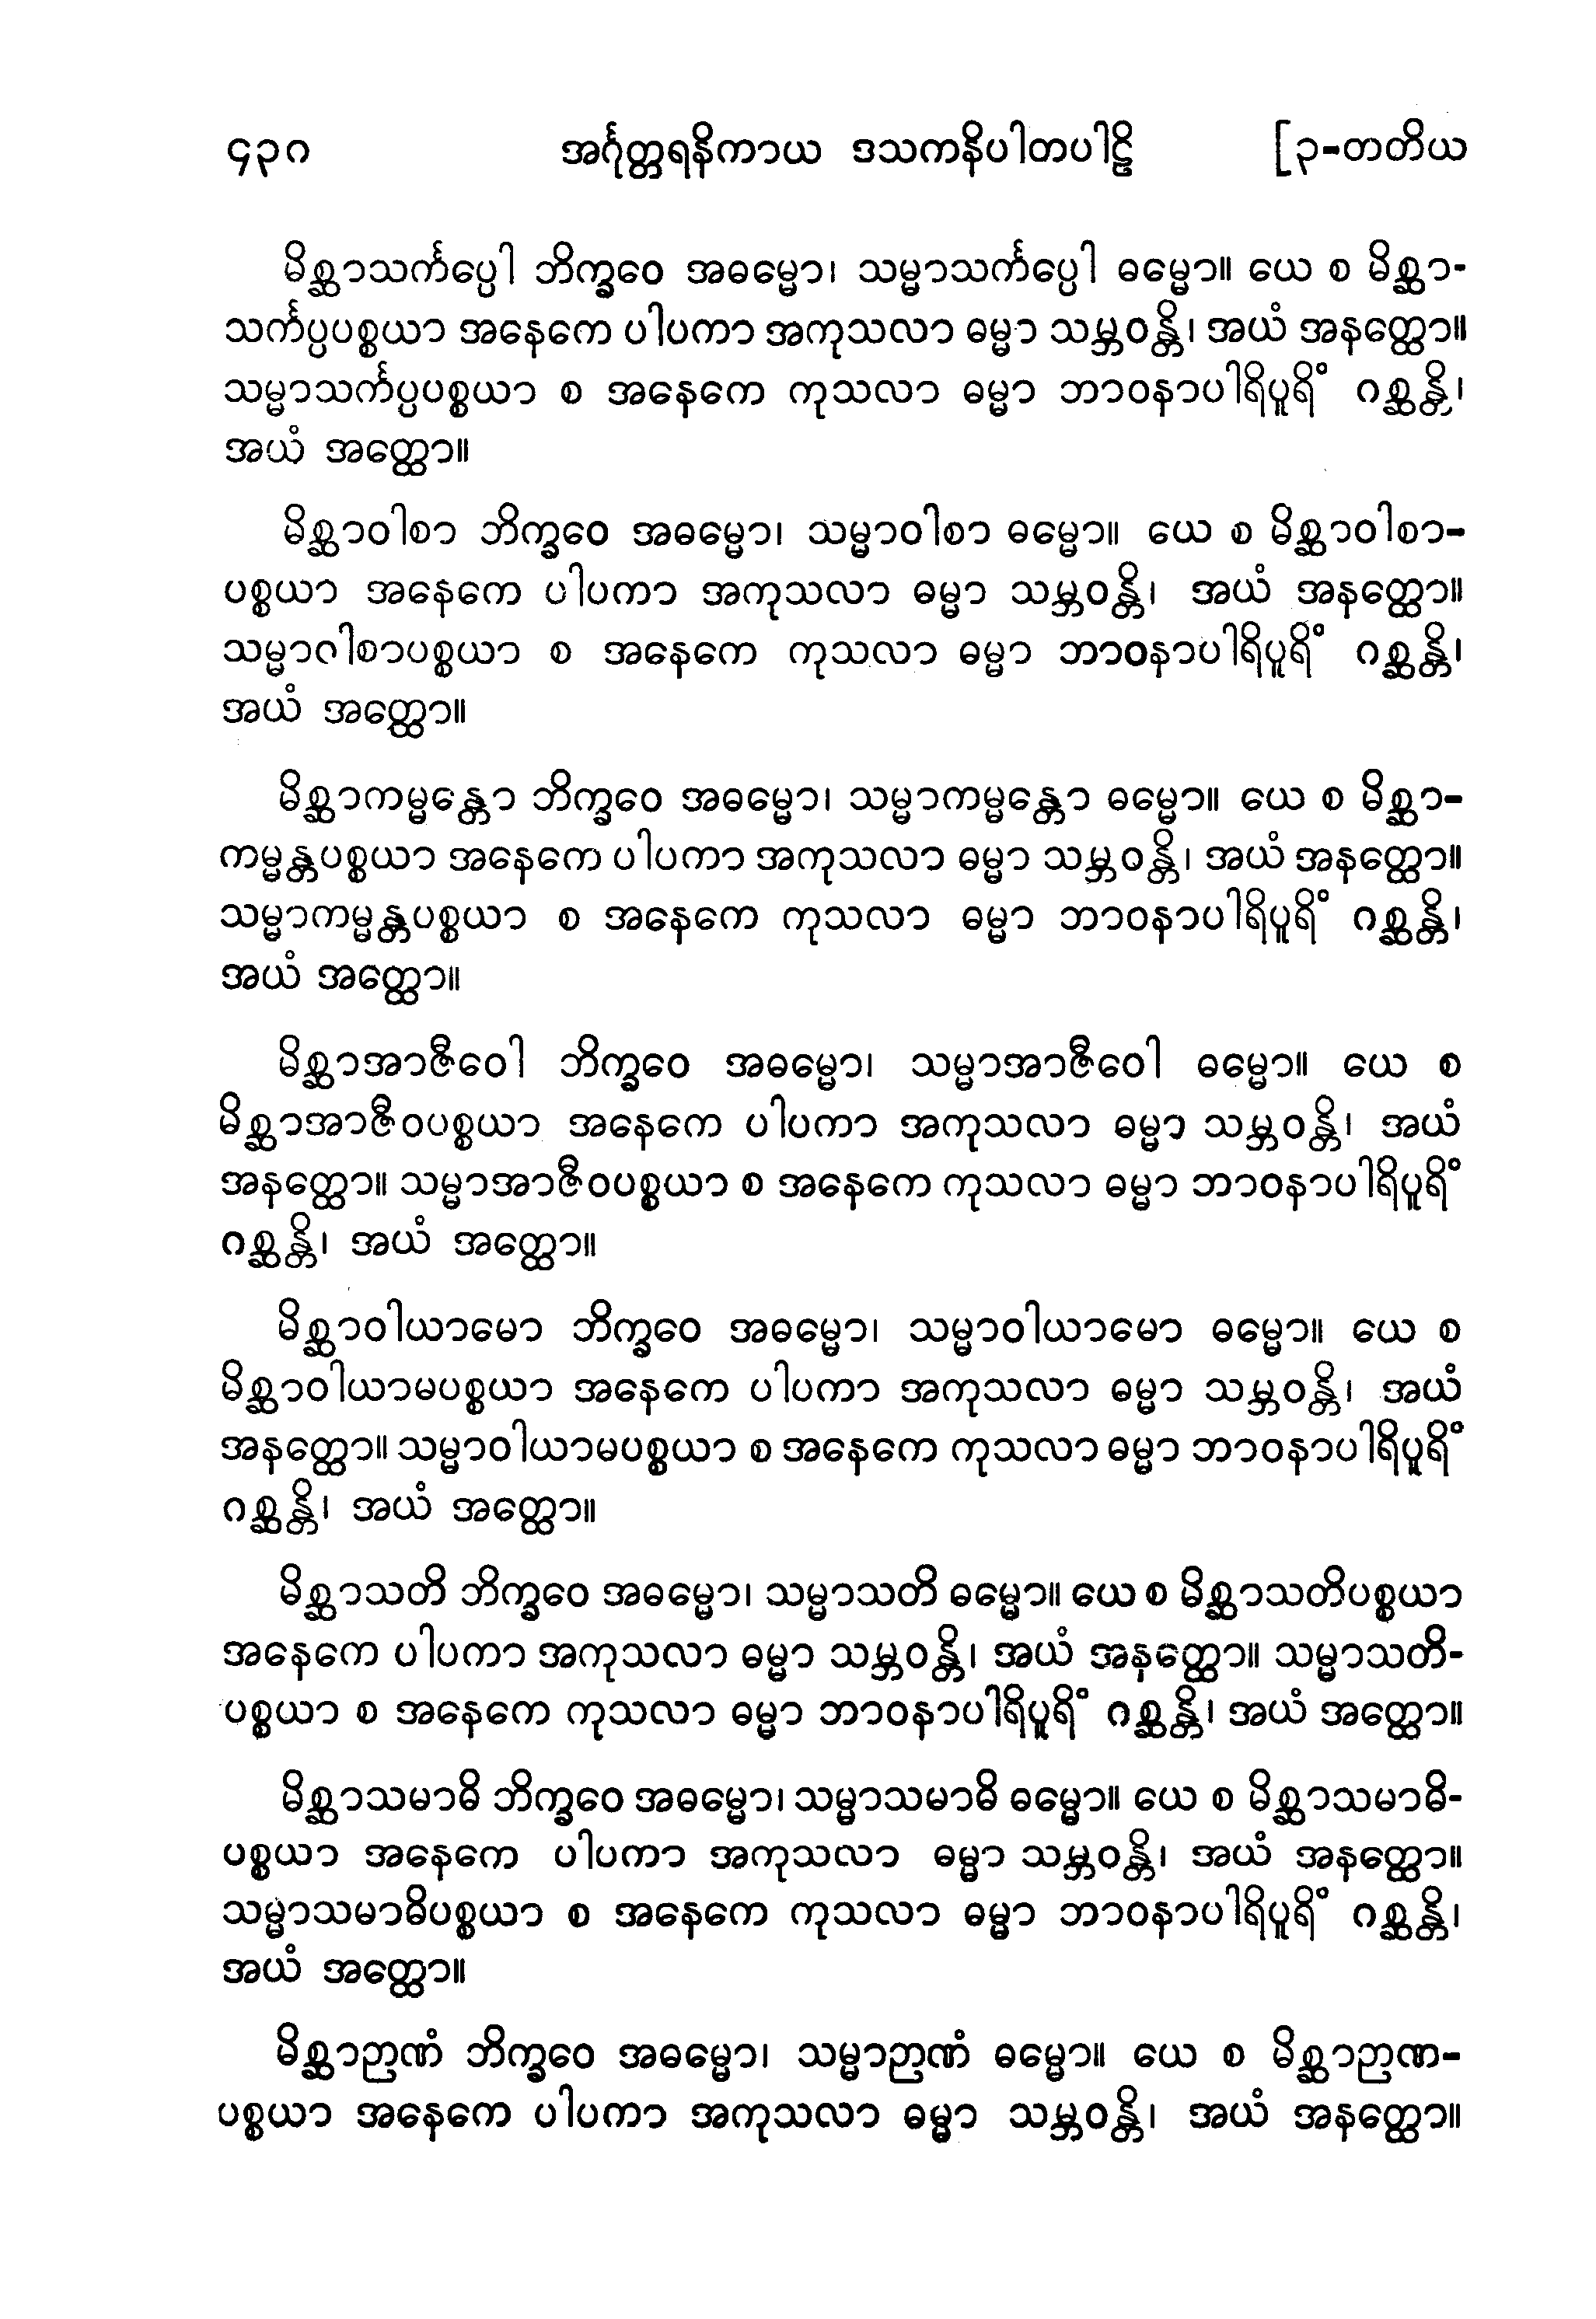 ၄၃၈ အင်္ဂုတ္တရနိကာယ ဒသကနိပါတပါဠိ [၃-တတိယ
မိစ္ဆာသင်္ကပ္ပေါ ဘိက္ခဝေ အဓမ္မော၊ သမ္မာသင်္ကပ္ပေါ ဓမ္မော။ ယေ စ မိစ္ဆာ-
သင်္ကပ္ပပစ္စယာ အနေကေ ပါပကာ အကုသလာ ဓမ္မာ သမ္ဘဝန္တိ၊ အယံ အနတ္ထော။
သမ္မာသင်္ကပ္ပပစ္စယာ စ အနေကေ ကုသလာ ဓမ္မာ ဘာဝနာပါရိပူရိံ ဂစ္ဆန္တိ၊
အယံ အတ္ထော။
မိစ္ဆာဝါစာ ဘိက္ခဝေ အဓမ္မော၊ သမ္မာဝါစာ ဓမ္မော။ ယေ စ မိစ္ဆာဝါစာ-
ပစ္စယာ အနေကေ ပါပကာ အကုသလာ ဓမ္မာ သမ္ဘဝန္တိ၊ အယံ အနတ္ထော။
သမ္မာဝါစာပစ္စယာ စ အနေကေ ကုသလာ ဓမ္မာ ဘာဝနာပါရိပူရိံ ဂစ္ဆန္တိ၊
အယံ အတ္ထော။
မိစ္ဆာကမ္မန္တော ဘိက္ခဝေ အဓမ္မော၊ သမ္မာကမ္မန္တော ဓမ္မော။ ယေ စ မိစ္ဆာ-
ကမ္မန္တပစ္စယာ အနေကေ ပါပကာ အကုသလာ ဓမ္မာ သမ္ဘဝန္တိ၊ အယံ အနတ္ထော။
သမ္မာကမ္မန္တပစ္စယာ စ အနေကေ ကုသလာ ဓမ္မာ ဘာဝနာပါရိပူရိံ ဂစ္ဆန္တိ၊
အယံ အတ္ထော။
မိစ္ဆာအာဇီဝေါ ဘိက္ခဝေ အဓမ္မော၊ သမ္မာအာဇီဝေါ ဓမ္မော။ ယေ စ
မိစ္ဆာအာဇီဝပစ္စယာ အနေကေ ပါပကာ အကုသလာ ဓမ္မာ သမ္ဘဝန္တိ၊ အယံ
အနတ္ထော။ သမ္မာအာဇီဝပစ္စယာ စ အနေကေ ကုသလာ ဓမ္မာ ဘာဝနာပါရိပူရိံ
ဂစ္ဆန္တိ၊ အယံ အတ္ထော။
မိစ္ဆာဝါယာမော ဘိက္ခဝေ အဓမ္မော၊ သမ္မာဝါယာမော ဓမ္မော။ ယေ စ
မိစ္ဆာဝါယာမပစ္စယာ အနေကေ ပါပကာ အကုသလာ ဓမ္မာ သမ္ဘဝန္တိ၊ အယံ
အနတ္ထော။ သမ္မာဝါယာမပစ္စယာ စ အနေကေ ကုသလာ ဓမ္မာ ဘာဝနာပါရိပူရိံ
ဂစ္ဆန္တိ၊ အယံ အတ္ထော။
မိစ္ဆာသတိ ဘိက္ခဝေ အဓမ္မော၊ သမ္မာသတိ ဓမ္မော။ ယေ စ မိစ္ဆာသတိပစ္စယာ
အနေကေ ပါပကာ အကုသလာ ဓမ္မာ သမ္ဘဝန္တိ၊ အယံ အနတ္ထော။ သမ္မာသတိ-
ပစ္စယာ စ အနေကေ ကုသလာ ဓမ္မာ ဘာဝနာပါရိပူရိံ ဂစ္ဆန္တိ၊ အယံ အတ္ထော။
မိစ္ဆာသမာဓိ ဘိက္ခဝေ အဓမ္မော၊ သမ္မာသမာဓိ ဓမ္မော။ ယေ စ မိစ္ဆာသမာဓိ-
ပစ္စယာ အနေကေ ပါပကာ အကုသလာ ဓမ္မာ သမ္ဘဝန္တိ၊ အယံ အနတ္ထော။
သမ္မာသမာဓိပစ္စယာ စ အနေကေ ကုသလာ ဓမ္မာ ဘာဝနာပါရိပူရိံ ဂစ္ဆန္တိ၊
အယံ အတ္ထော။
မိစ္ဆာဉာဏံ ဘိက္ခဝေ အဓမ္မော၊ သမ္မာဉာဏံ ဓမ္မော။ ယေ စ မိစ္ဆာဉာဏ-
ပစ္စယာ အနေကေ ပါပကာ အကုသလာ ဓမ္မာ သမ္ဘဝန္တိ၊ အယံ အနတ္ထော။